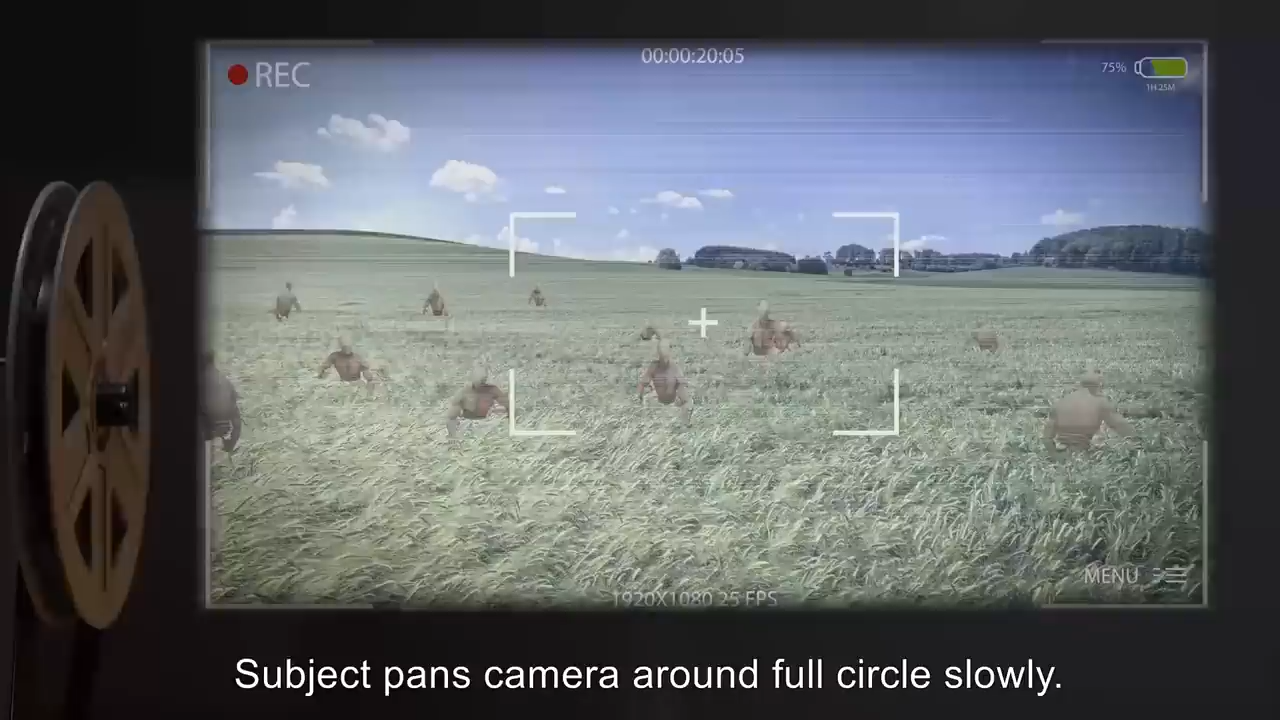 00:00:20:05
REC
75%
1H 25M
MENU
1920X1080 25 FPS
Subject pans camera around full circle slowly.